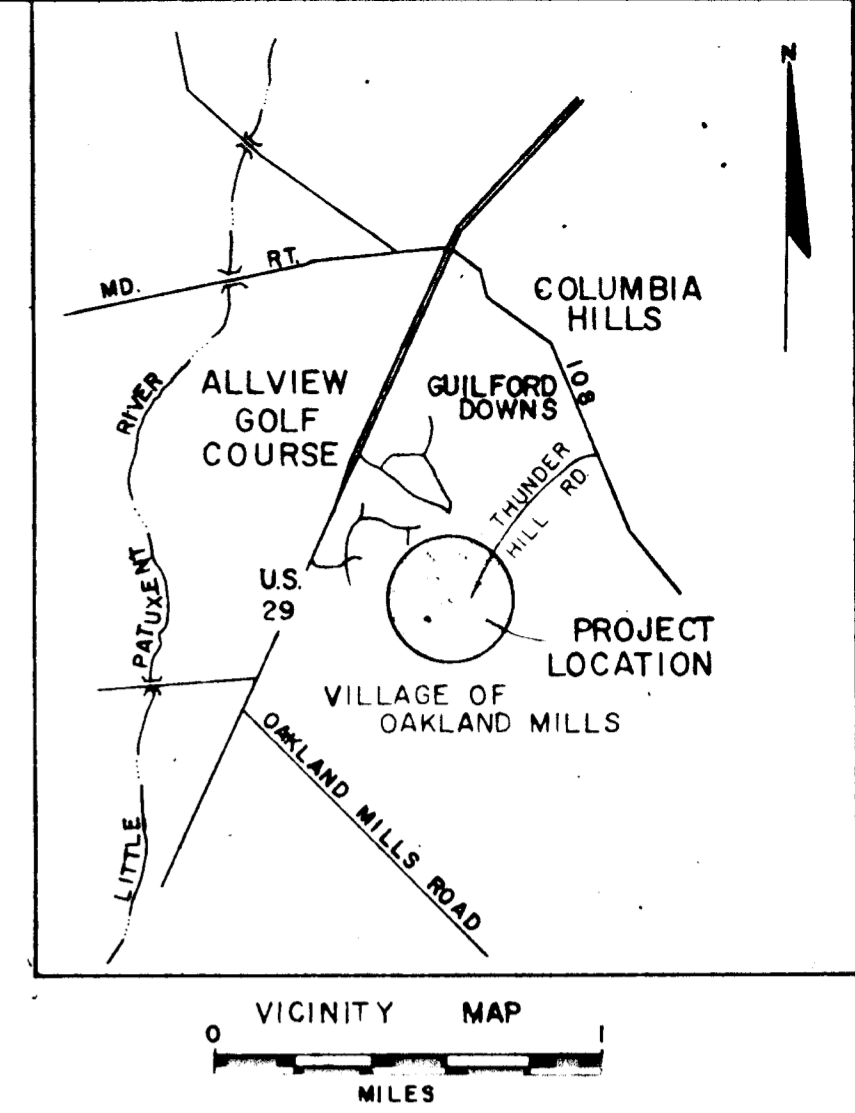 N
MD. RT.
COLUMBIA
HILLS
108
RIVER
ALLVIEW
GOLF
COURSE
GUILFORD
DOWNS
THUNDER
HILL RD.
PATUXENT
U.S.
29
PROJECT
LOCATION
VILLAGE OF
OAKLAND MILLS
OAKLAND MILLS ROAD
LITTLE
VICINITY MAP
0 1
MILES